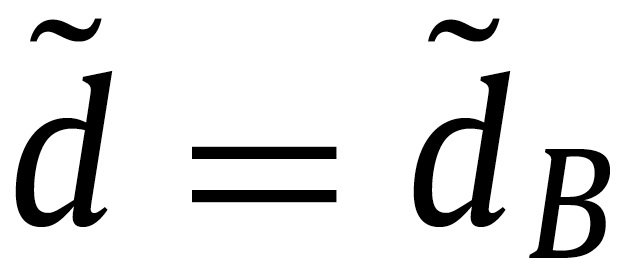 d̃ = d̃_B